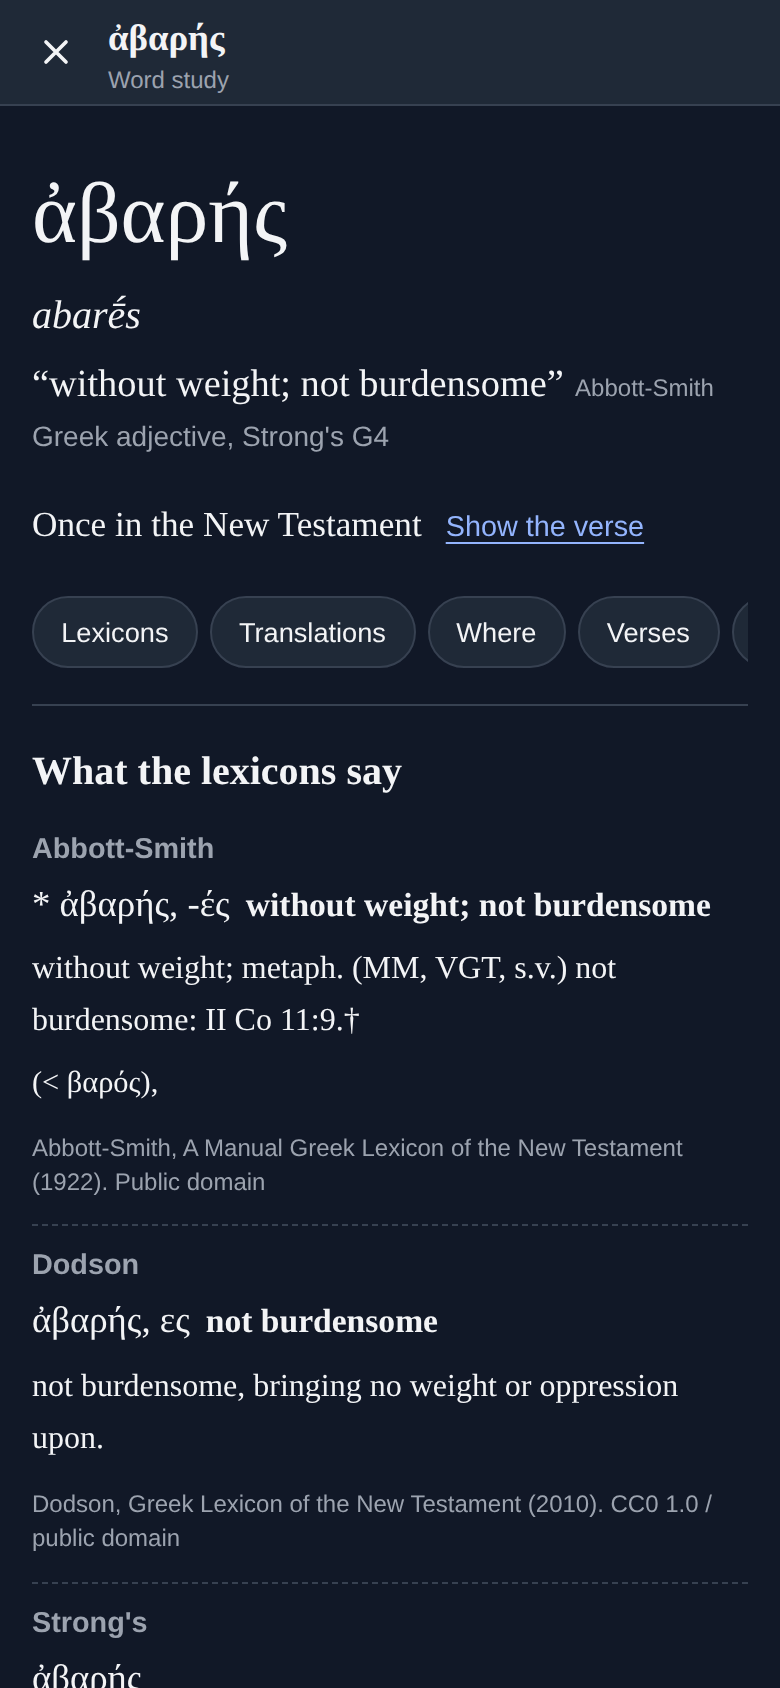 ἀβαρής
Word study
ἀβαρής
abarḗs
“without weight; not burdensome” Abbott-Smith
Greek adjective, Strong's G4
Once in the New Testament Show the verse
Lexicons Translations Where Verses
What the lexicons say
Abbott-Smith
* ἀβαρής, -ές without weight; not burdensome
without weight; metaph. (MM, VGT, s.v.) not
burdensome: II Co 11:9.†
(< βαρός),
Abbott-Smith, A Manual Greek Lexicon of the New Testament
(1922). Public domain
Dodson
ἀβαρής, ες not burdensome
not burdensome, bringing no weight or oppression
upon.
Dodson, Greek Lexicon of the New Testament (2010). CC0 1.0 /
public domain
Strong's
ἀβαρής